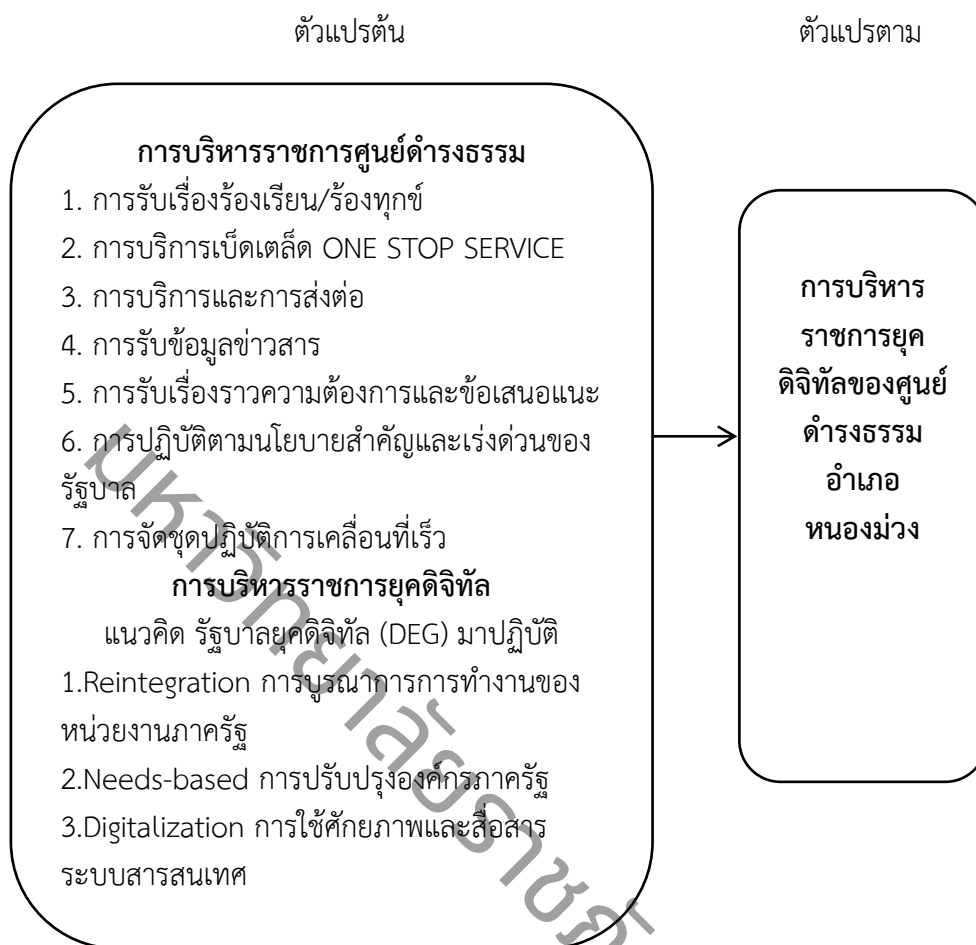 ตัวแปรต้น
ตัวแปรตาม
การบริหารราชการศูนย์ดำรงธรรม
1. การรับเรื่องร้องเรียน/ร้องทุกข์
2. การบริการเบ็ดเตล็ด ONE STOP SERVICE
3. การบริการและการส่งต่อ
4. การรับข้อมูลข่าวสาร
5. การรับเรื่องราวความต้องการและข้อเสนอแนะ
6. การปฏิบัติตามนโยบายสำคัญและเร่งด่วนของ
รัฐบาล
7. การจัดชุดปฏิบัติการเคลื่อนที่เร็ว
การบริหารราชการยุคดิจิทัล
แนวคิด รัฐบาลยุคดิจิทัล (DEG) มาปฏิบัติ
1.Reintegration การบูรณาการการทำงานของ
หน่วยงานภาครัฐ
2.Needs-based การปรับปรุงองค์กรภาครัฐ
3.Digitalization การใช้ศักยภาพและสื่อสาร
ระบบสารสนเทศ
การบริหาร
ราชการยุค
ดิจิทัลของศูนย์
ดำรงธรรม
อำเภอ
หนองม่วง
มหาวิทยาลัยราชภั